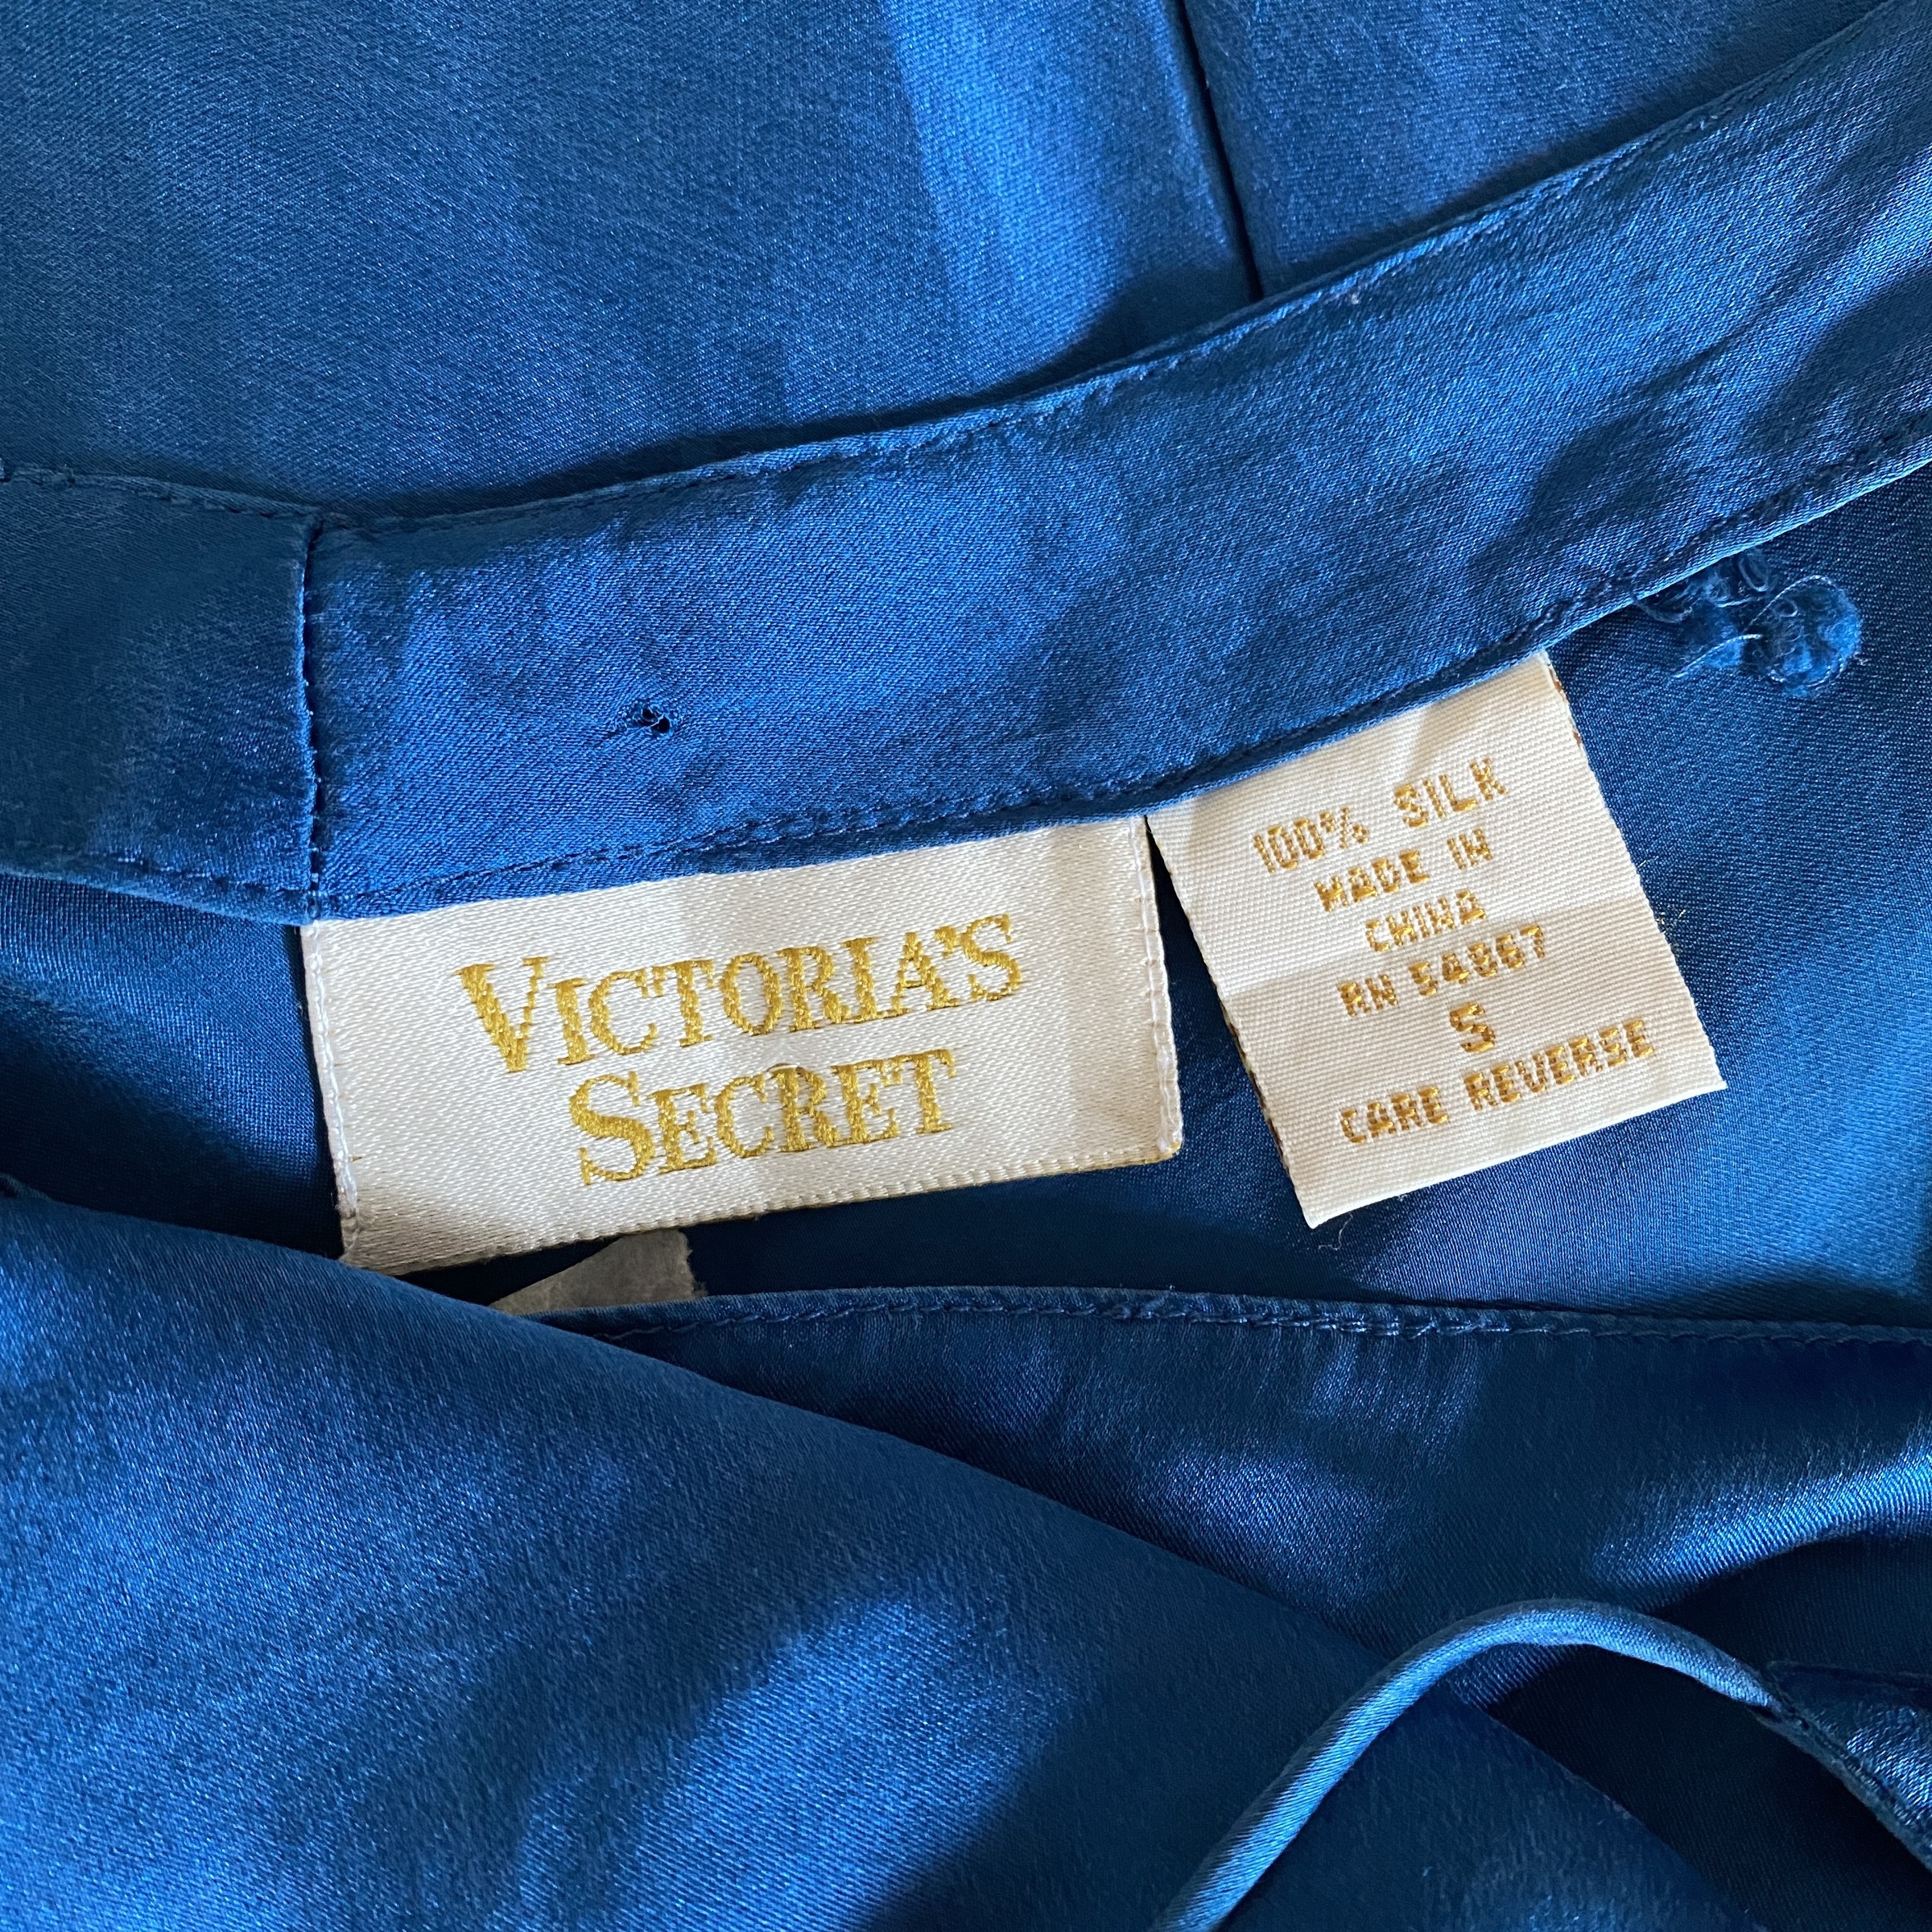 VICTORIA'S
SECRET
100% SILK
MADE IN
CHINA
RN 54867
S
CARE REVERSE